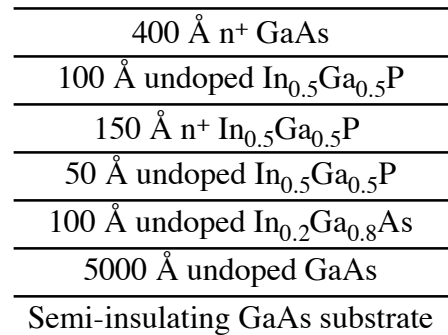 400 Å n⁺ GaAs
100 Å undoped In₀.₅Ga₀.₅P
150 Å n⁺ In₀.₅Ga₀.₅P
50 Å undoped In₀.₅Ga₀.₅P
100 Å undoped In₀.₂Ga₀.₈As
5000 Å undoped GaAs
Semi-insulating GaAs substrate